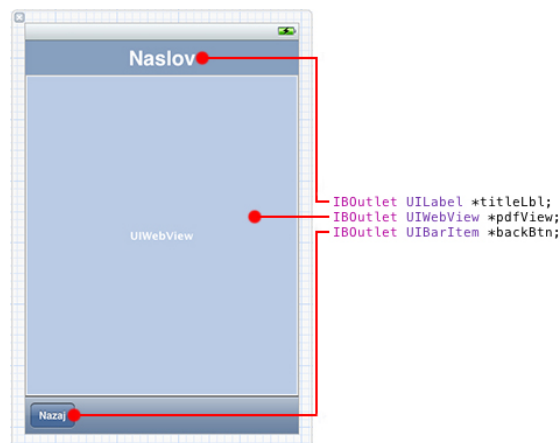 Naslov
UIWebView
Nazaj
IBOutlet UILabel *titleLbl;
IBOutlet UIWebView *pdfView;
IBOutlet UIBarItem *backBtn;